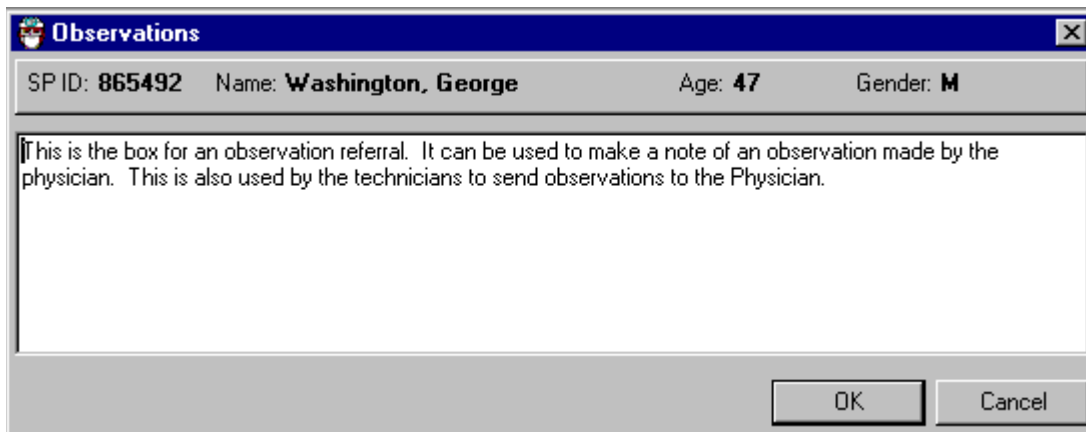 Observations
SP ID: 865492 Name: Washington, George Age: 47 Gender: M
This is the box for an observation referral. It can be used to make a note of an observation made by the
physician. This is also used by the technicians to send observations to the Physician.
OK Cancel